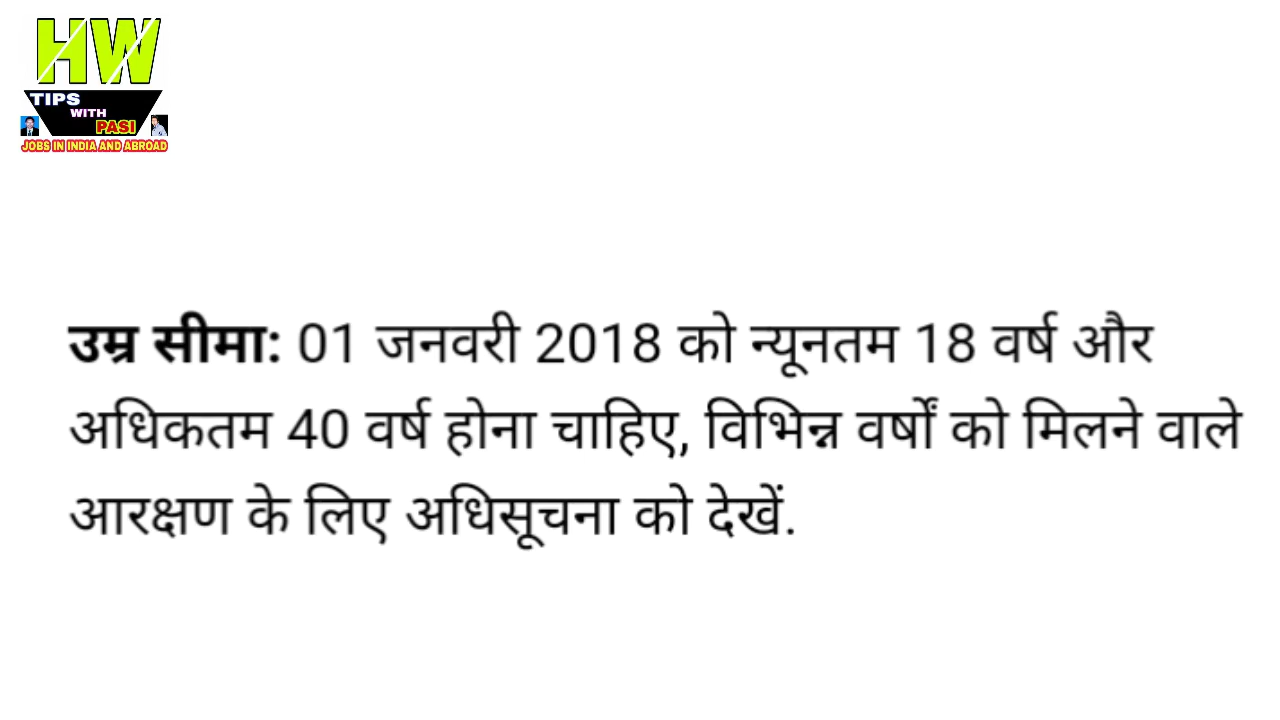 HW
TIPS
WITH
PASI
JOBS IN INDIA AND ABROAD
उम्र सीमा: 01 जनवरी 2018 को न्यूनतम 18 वर्ष और
अधिकतम 40 वर्ष होना चाहिए, विभिन्न वर्षों को मिलने वाले
आरक्षण के लिए अधिसूचना को देखें.